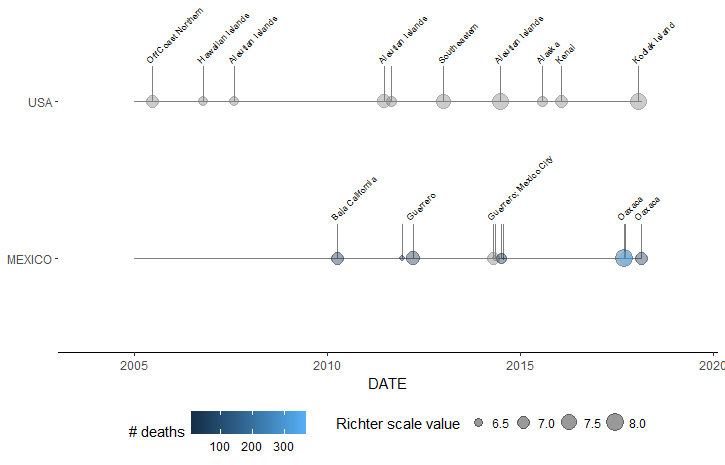 Off Coast Northern
Hawaiian Islands
Aleutian Islands
Aleutian Islands
Southeastern
Aleutian Islands
Alaska
Kenai
Kodiak Island
USA
Baja California
Guerrero
Guerrero; Mexico City
Oaxaca
Oaxaca
MEXICO
2005 2010 2015 2020
DATE
# deaths
100 200 300
Richter scale value 6.5 7.0 7.5 8.0